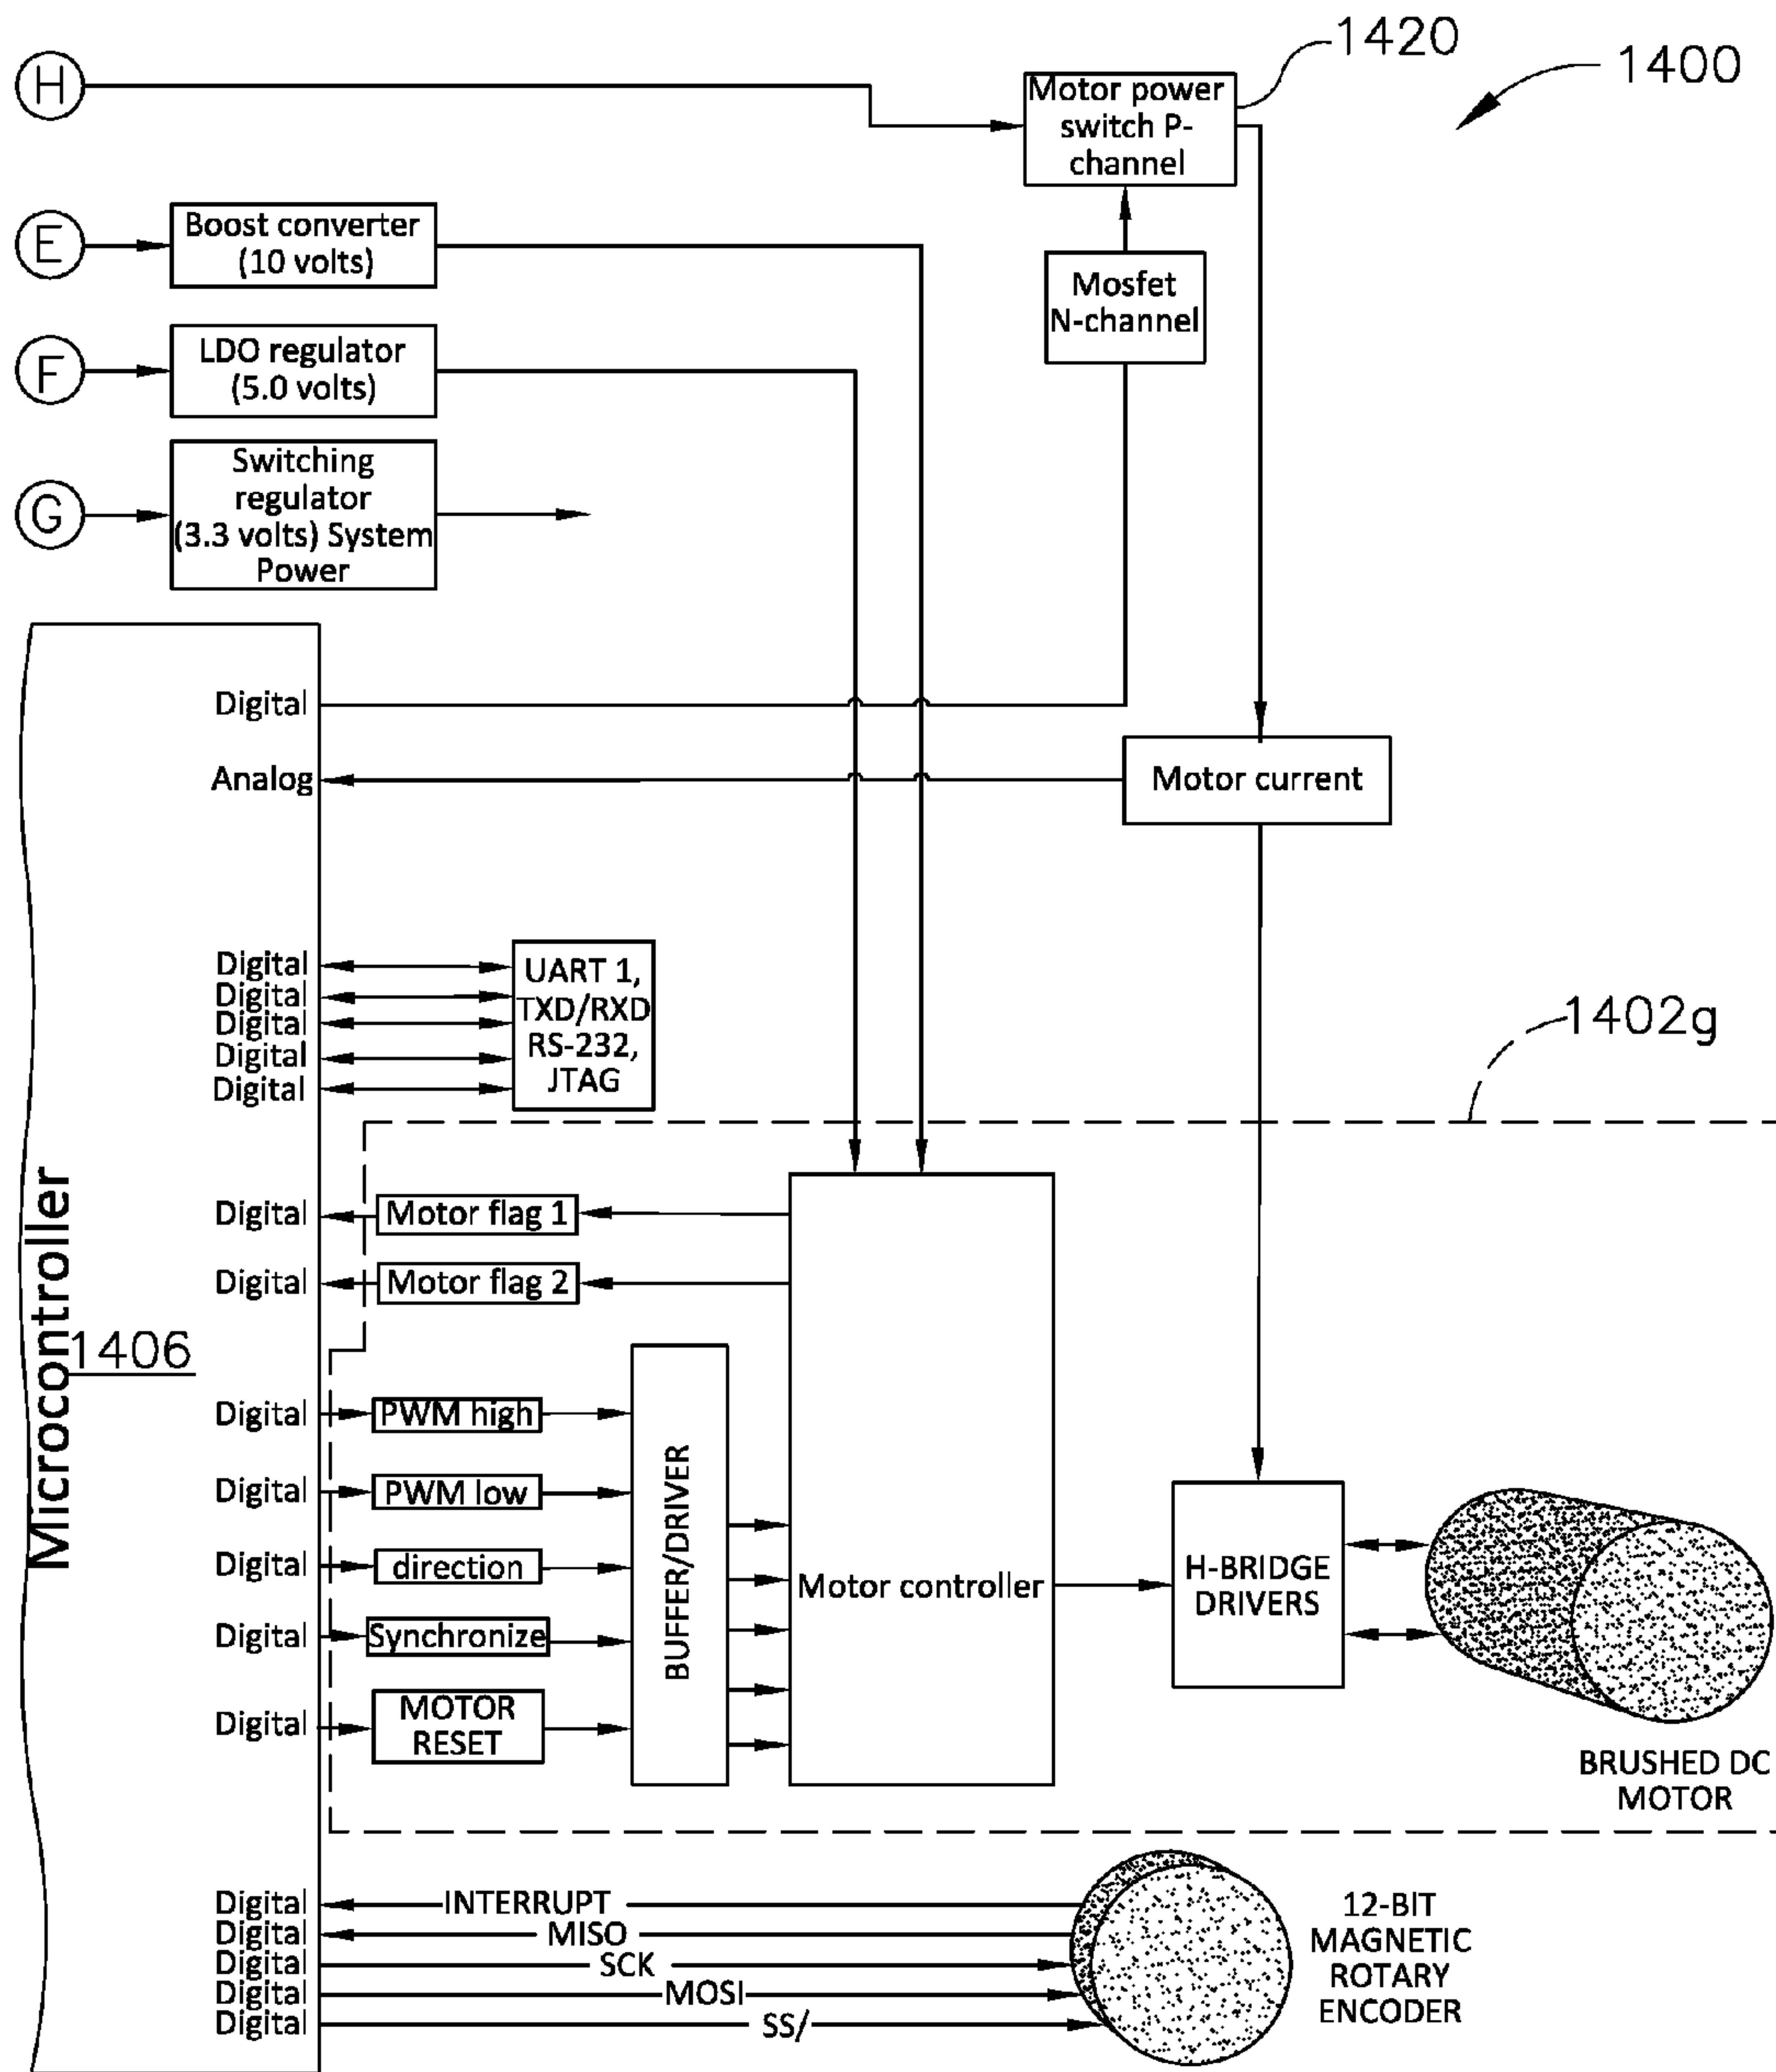 1420
1400
H
Motor power
switch P-
channel
E
Boost converter
(10 volts)
Mosfet
N-channel
F
LDO regulator
(5.0 volts)
G
Switching
regulator
(3.3 volts) System
Power
Digital
Analog
Motor current
Digital
Digital
Digital
Digital
Digital
UART 1,
TXD/RXD
RS-232,
JTAG
1402g
Microcontroller
1406
Digital
Motor flag 1
Digital
Motor flag 2
Digital
PWM high
Digital
PWM low
Digital
direction
Digital
Synchronize
Digital
MOTOR
RESET
BUFFER/DRIVER
Motor controller
H-BRIDGE
DRIVERS
BRUSHED DC
MOTOR
Digital
INTERRUPT
Digital
MISO
Digital
SCK
Digital
MOSI
Digital
SS/
12-BIT
MAGNETIC
ROTARY
ENCODER